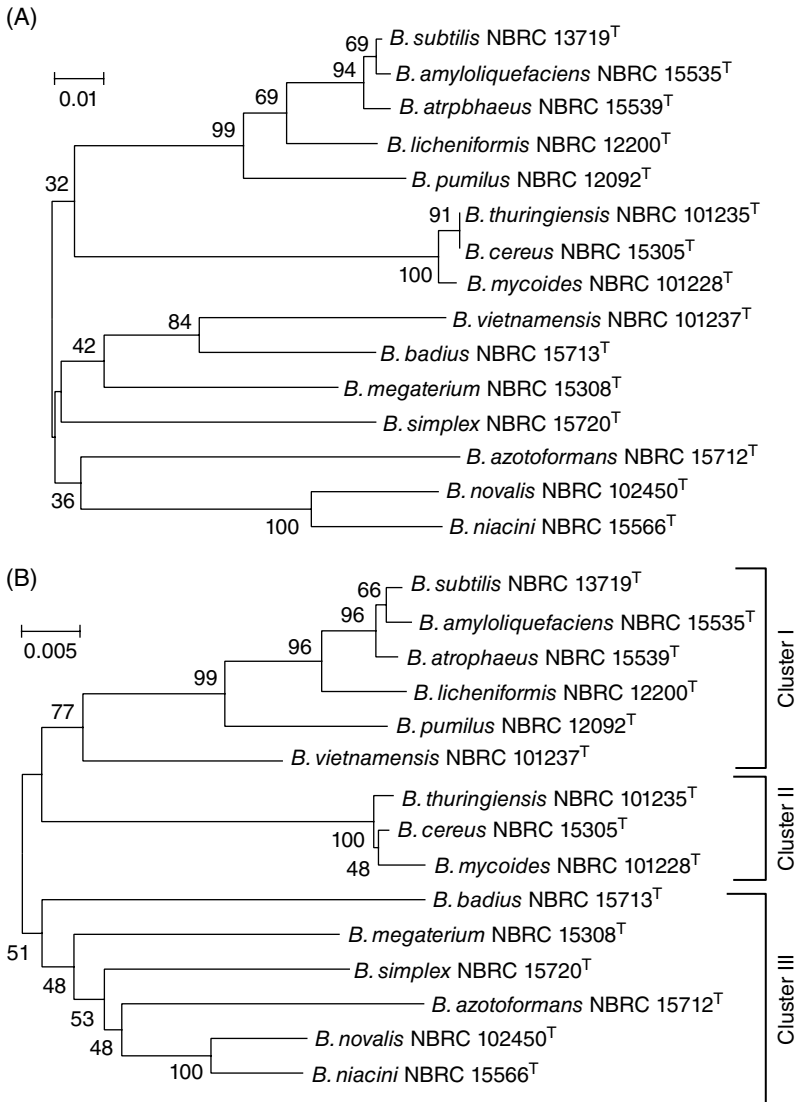 (A)
69
B. subtilis NBRC 13719T
0.01
94
B. amyloliquefaciens NBRC 15535T
69
B. atrpbhaeus NBRC 15539T
99
B. licheniformis NBRC 12200T
32
B. pumilus NBRC 12092T
91
B. thuringiensis NBRC 101235T
B. cereus NBRC 15305T
100
B. mycoides NBRC 101228T
84
B. vietnamensis NBRC 101237T
42
B. badius NBRC 15713T
B. megaterium NBRC 15308T
B. simplex NBRC 15720T
B. azotoformans NBRC 15712T
36
B. novalis NBRC 102450T
100
B. niacini NBRC 15566T
(B)
66
B. subtilis NBRC 13719T
0.005
96
B. amyloliquefaciens NBRC 15535T
96
B. atrophaeus NBRC 15539T
99
B. licheniformis NBRC 12200T
77
B. pumilus NBRC 12092T
B. vietnamensis NBRC 101237T
Cluster I
B. thuringiensis NBRC 101235T
100
B. cereus NBRC 15305T
48
B. mycoides NBRC 101228T
Cluster II
B. badius NBRC 15713T
51
B. megaterium NBRC 15308T
48
B. simplex NBRC 15720T
53
B. azotoformans NBRC 15712T
48
B. novalis NBRC 102450T
100
B. niacini NBRC 15566T
Cluster III